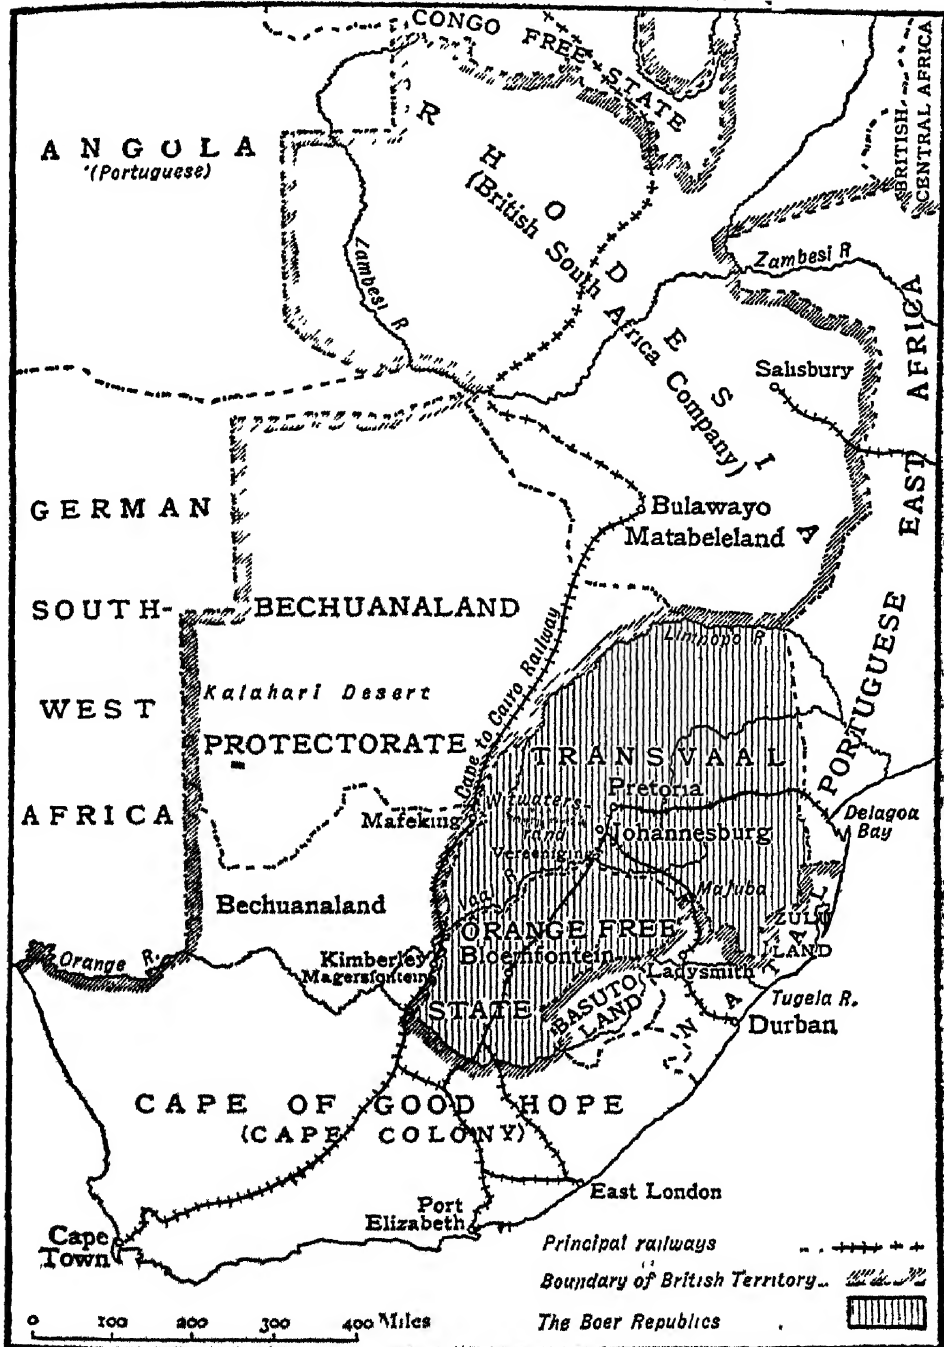 CONGO FREE STATE
BRITISH
CENTRAL AFRICA
ANGOLA
(Portuguese)
RHODESIA
(British South Africa Company)
Zambesi R
Zambesi R
Salisbury
PORTUGUESE EAST AFRICA
Bulawayo
Matabeleland
GERMAN
SOUTH-
WEST
AFRICA
BECHUANALAND
Kalahari Desert
PROTECTORATE
Cape to Cairo Railway
Limpopo R.
TRANSVAAL
Pretoria
Mafeking
Witwaters-
rand
Johannesburg
Vereeniging
Delagoa
Bay
Bechuanaland
Vaal R
Majuba
ZULU
LAND
NATAL
ORANGE FREE
STATE
Kimberley
Magersfontein
Bloemfontein
Ladysmith
Orange R.
BASUTO
LAND
Tugela R.
Durban
CAPE OF GOOD HOPE
(CAPE COLONY)
East London
Port
Elizabeth
Cape
Town
Principal railways
Boundary of British Territory
The Boer Republics
0 100 200 300 400 Miles